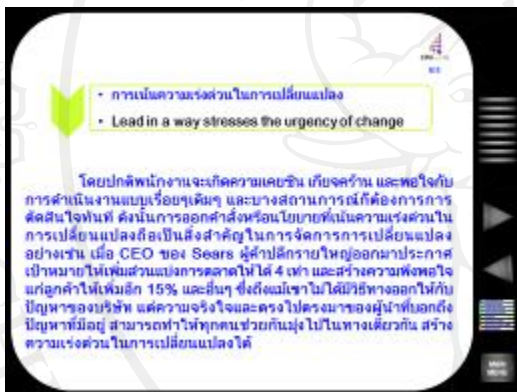 • การเน้นความเร่งด่วนในการเปลี่ยนแปลง
• Lead in a way stresses the urgency of change
โดยปกติพนักงานจะเกิดความเคยชิน เกียจคร้าน และพอใจกับ
การดำเนินงานแบบเรื่อยๆเดิมๆ และบางสถานการณ์ก็ต้องการการ
ตัดสินใจทันที ดังนั้นการออกคำสั่งหรือนโยบายที่เน้นความเร่งด่วนใน
การเปลี่ยนแปลงถือเป็นสิ่งสำคัญในการจัดการการเปลี่ยนแปลง
อย่างเช่น เมื่อ CEO ของ Sears ผู้ค้าปลีกรายใหญ่ออกมาประกาศ
เป้าหมายให้เพิ่มส่วนแบ่งการตลาดให้ได้ 4 เท่า และสร้างความพึงพอใจ
แก่ลูกค้าให้เพิ่มอีก 15% และอื่นๆ ซึ่งถึงแม้เขาไม่ได้มีวิธีทางออกให้กับ
ปัญหาของบริษัท แต่ความจริงใจและตรงไปตรงมาของผู้นำที่บอกถึง
ปัญหาที่มีอยู่ สามารถทำให้ทุกคนช่วยกันมุ่งไปในทางเดียวกัน สร้าง
ความเร่งด่วนในการเปลี่ยนแปลงได้
MAIN
MENU